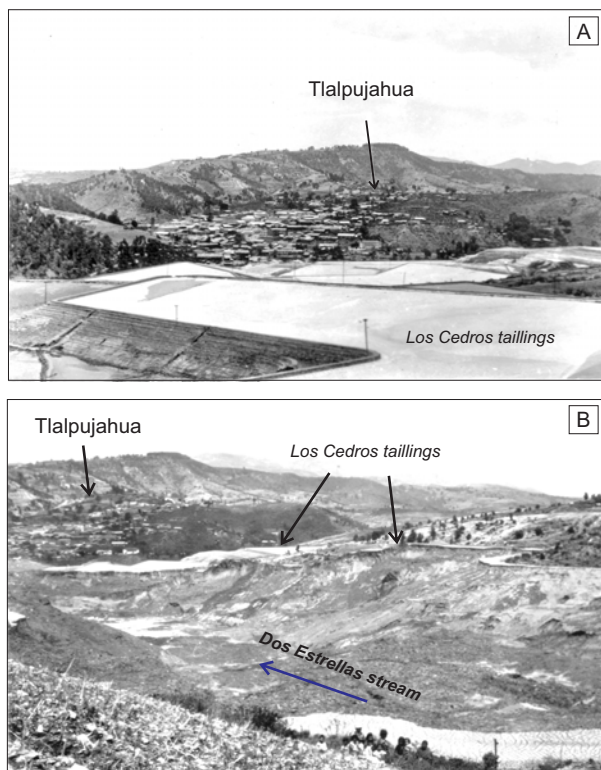 A
Tlalpujahua
Los Cedros taillings
B
Tlalpujahua
Los Cedros taillings
Dos Estrellas stream